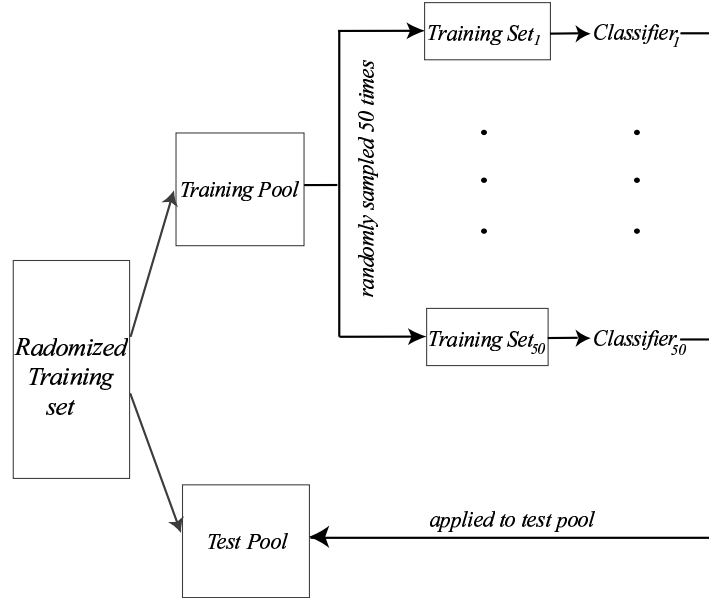 Training Set1
Classifier1
randomly sampled 50 times
Training Pool
Training Set50
Classifier50
Radomized
Training
set
applied to test pool
Test Pool